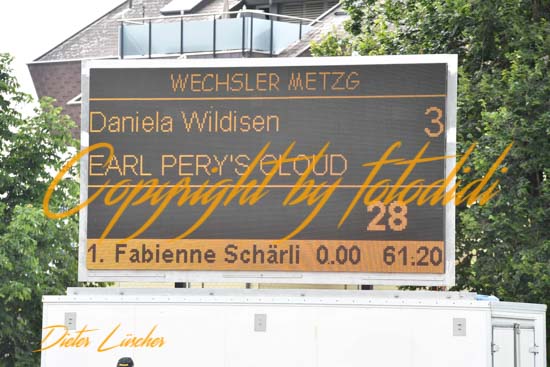 WECHSLER METZG
Daniela Wildisen 3
EARL PERY'S CLOUD
Copyright by fotodidi
28
1. Fabienne Schärli 0.00 61:20
Dieter Lüscher